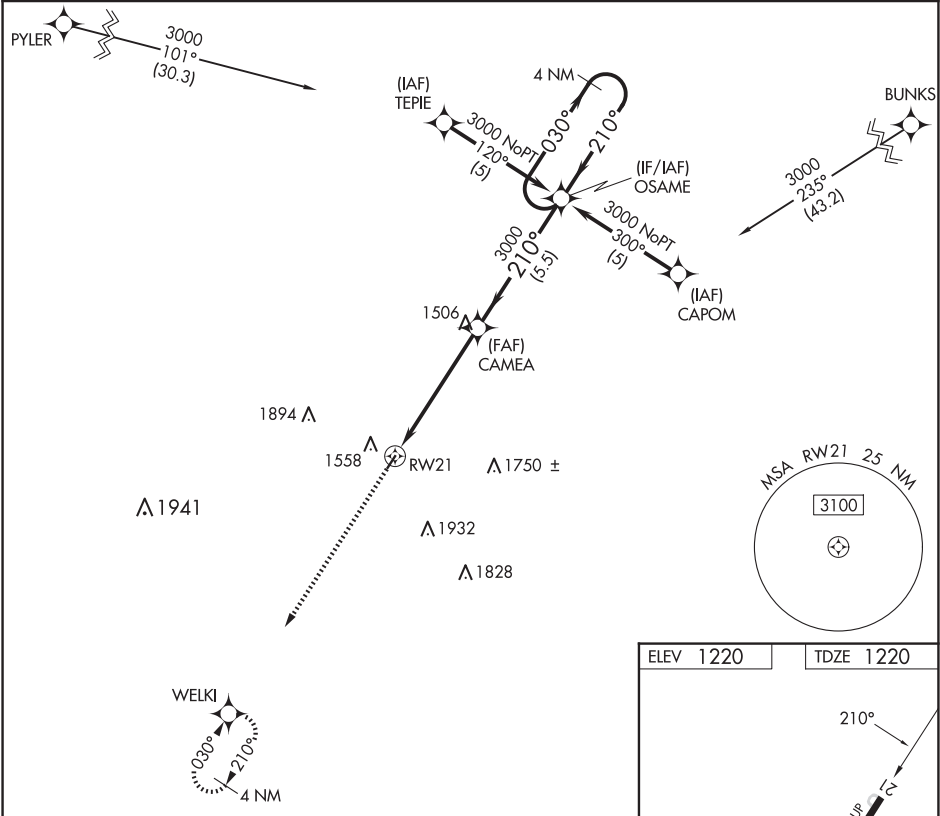 PYLER
3000
101°
(30.3)
(IAF)
TEPIE
3000 NoPT
120°
(5)
4 NM
030°
210°
(IF/IAF)
OSAME
BUNKS
3000
235°
(43.2)
3000 NoPT
300°
(5)
(IAF)
CAPOM
3000
210°
(5.5)
1506
(FAF)
CAMEA
1894
1558
RW21
1750 ±
1941
1932
1828
MSA RW21 25 NM
3100
WELKI
030°
210°
4 NM
ELEV 1220
TDZE 1220
210°
21
UP